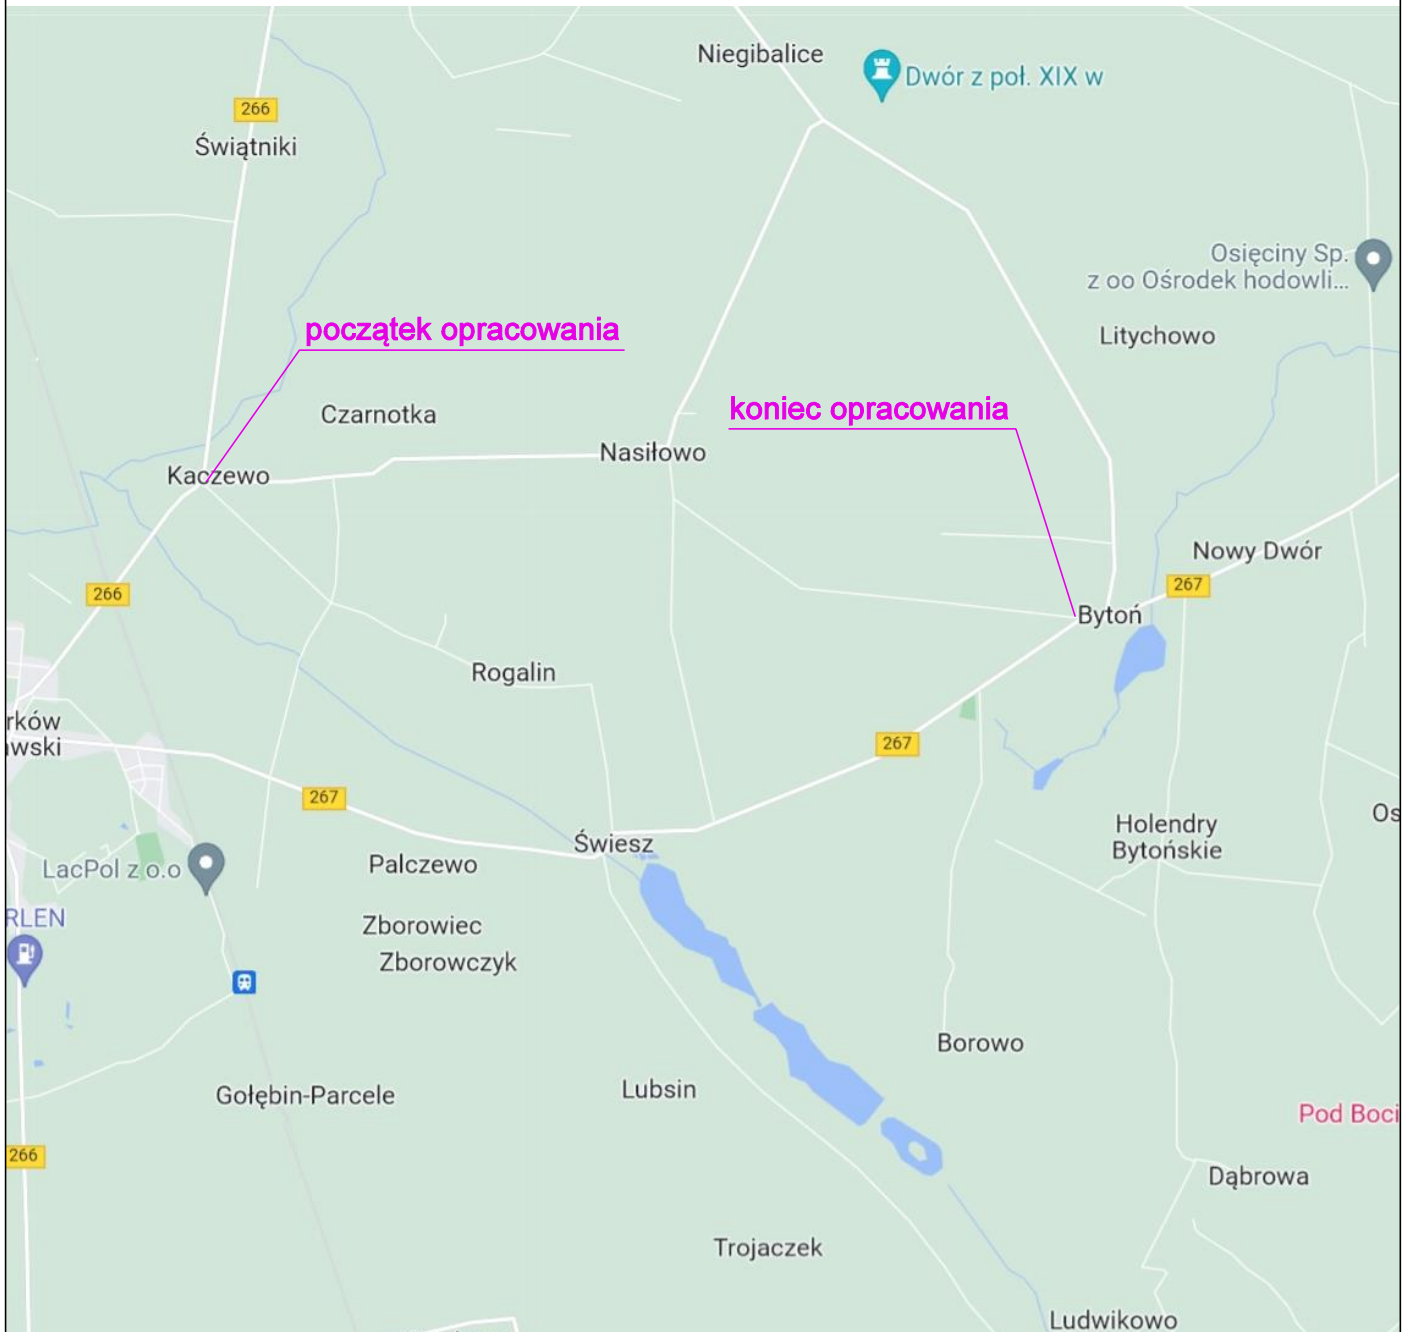 Niegibalice
Dwór z poł. XIX w
266
Świątniki
Osięciny Sp.
z oo Ośrodek hodowli...
początek opracowania
Litychowo
Czarnotka
koniec opracowania
Nasiłowo
Kaczewo
Nowy Dwór
267
266
Bytoń
Rogalin
rków
wski
267
267
Holendry
Bytońskie
Os
Świesz
Palczewo
LacPol z o.o
RLEN
Zborowiec
Zborowczyk
Borowo
Gołębin-Parcele
Lubsin
Pod Boci
266
Dąbrowa
Trojaczek
Ludwikowo